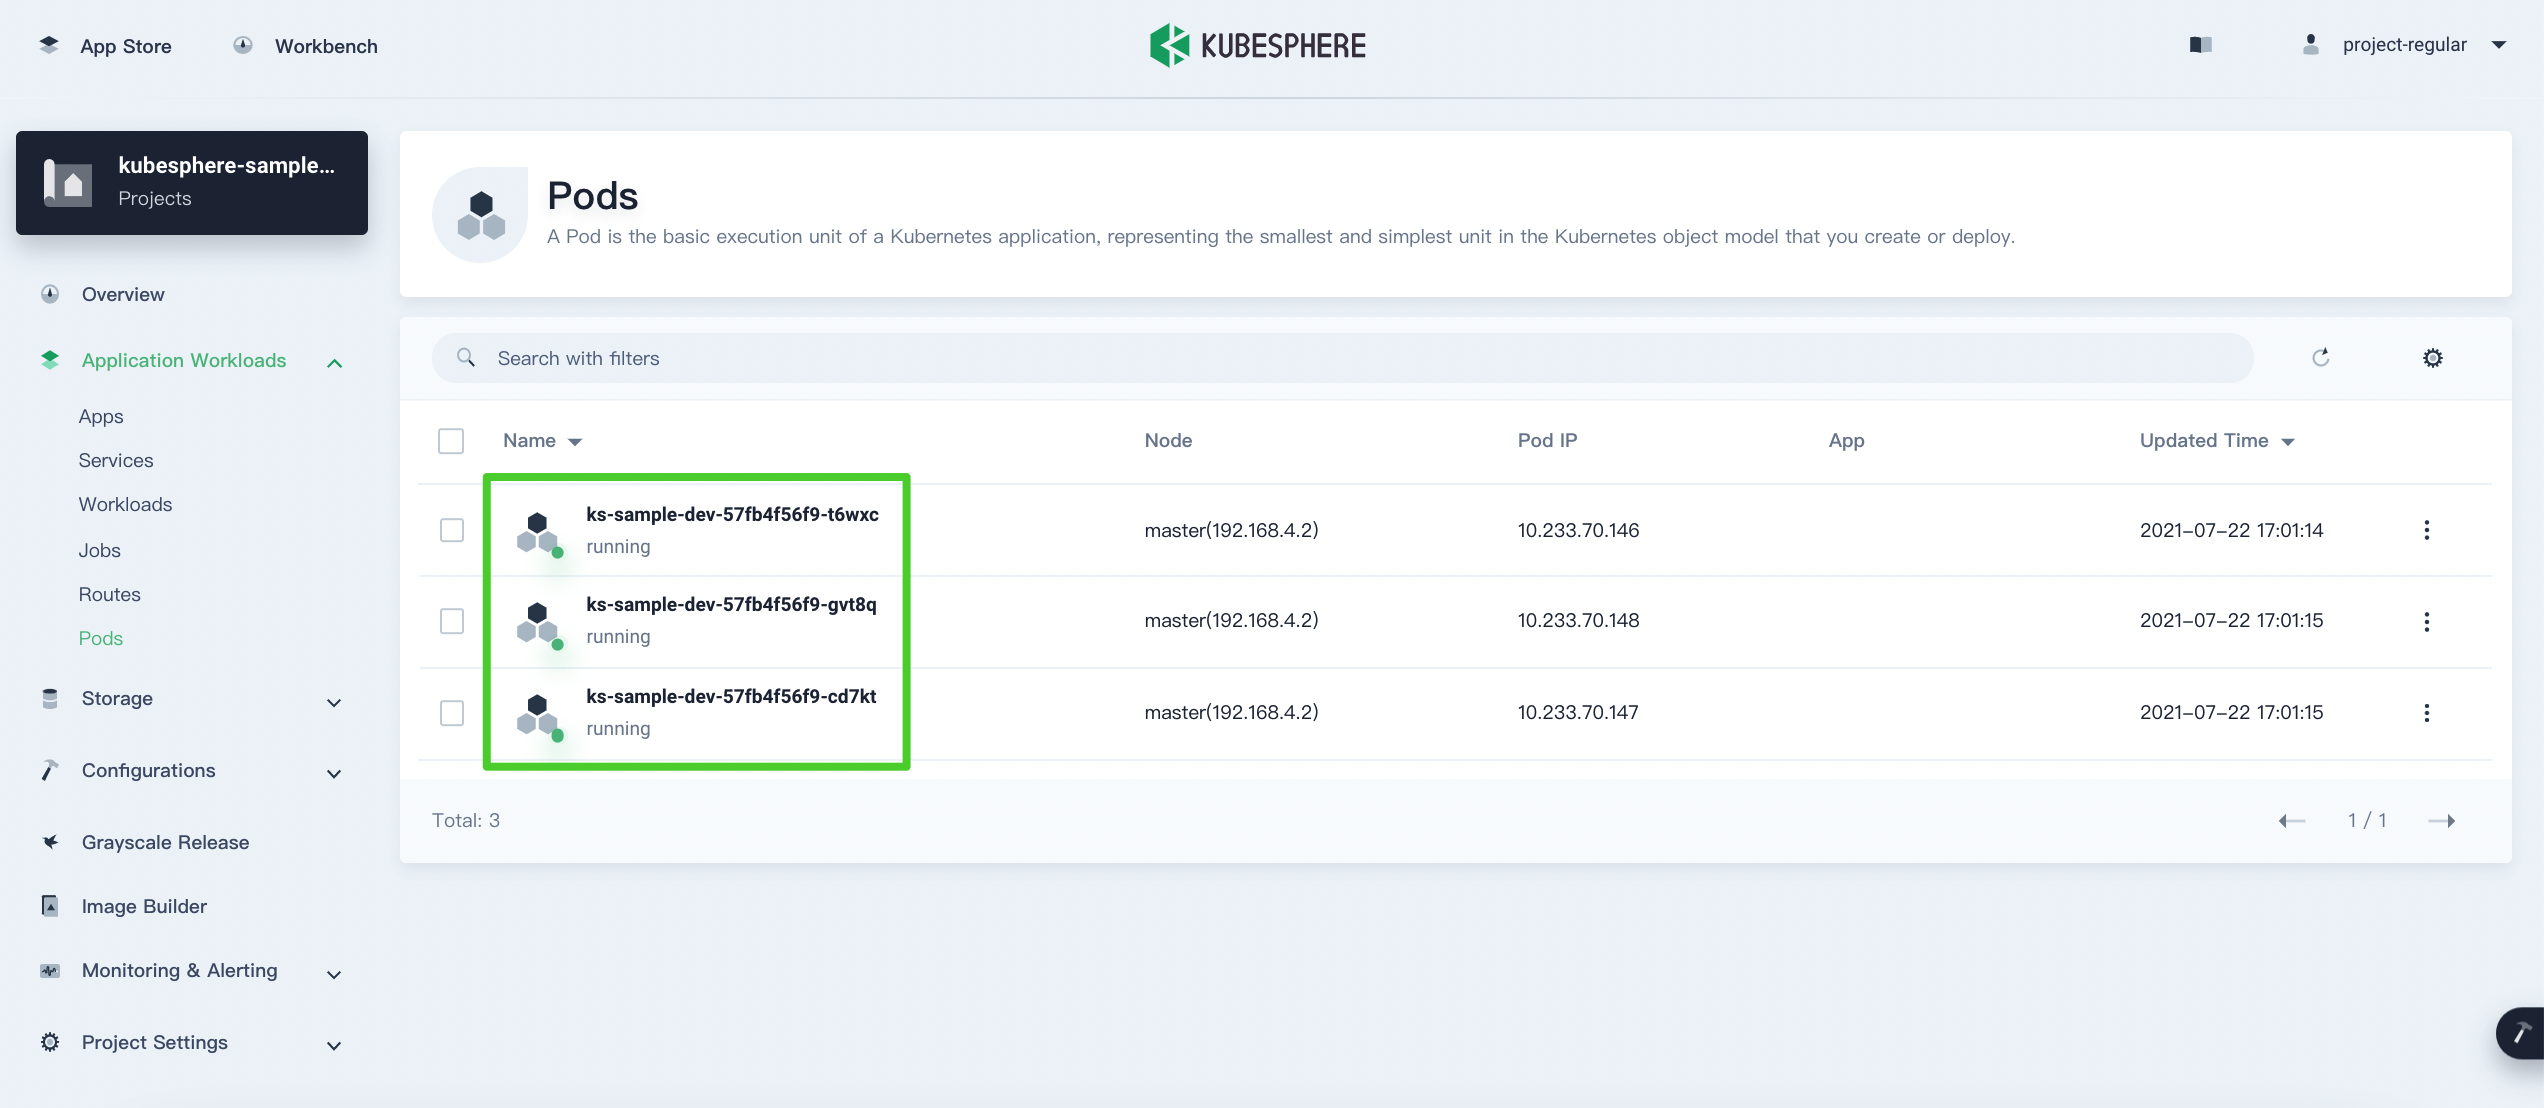 App Store
Workbench
KUBESPHERE
project-regular
kubesphere-sample...
Projects
Overview
Application Workloads
Apps
Services
Workloads
Jobs
Routes
Pods
Storage
Configurations
Grayscale Release
Image Builder
Monitoring & Alerting
Project Settings
Pods
A Pod is the basic execution unit of a Kubernetes application, representing the smallest and simplest unit in the Kubernetes object model that you create or deploy.
Search with filters
Name Node Pod IP App Updated Time
ks-sample-dev-57fb4f56f9-t6wxc
running
master(192.168.4.2) 10.233.70.146 2021-07-22 17:01:14
ks-sample-dev-57fb4f56f9-gvt8q
running
master(192.168.4.2) 10.233.70.148 2021-07-22 17:01:15
ks-sample-dev-57fb4f56f9-cd7kt
running
master(192.168.4.2) 10.233.70.147 2021-07-22 17:01:15
Total: 3
1 / 1